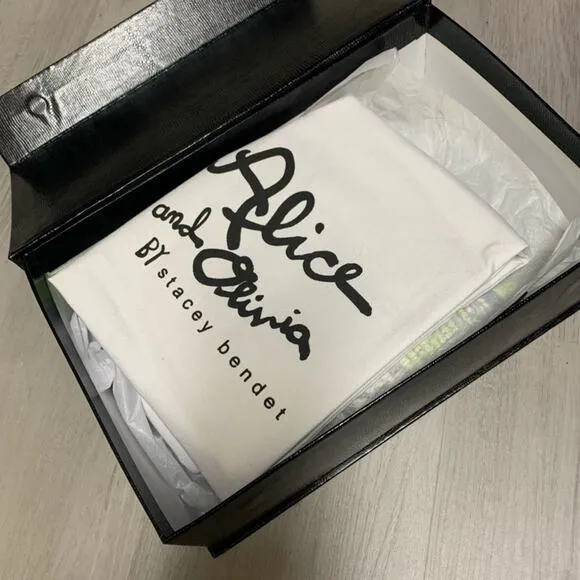 Alice
and Olivia
BY stacey bendet